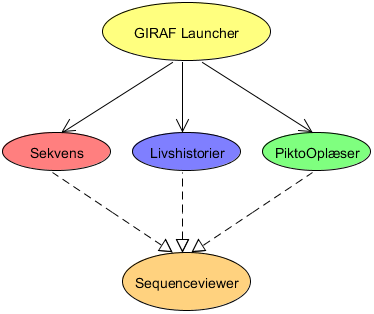 GIRAF Launcher
Sekvens
Livshistorier
PiktoOplæser
Sequenceviewer